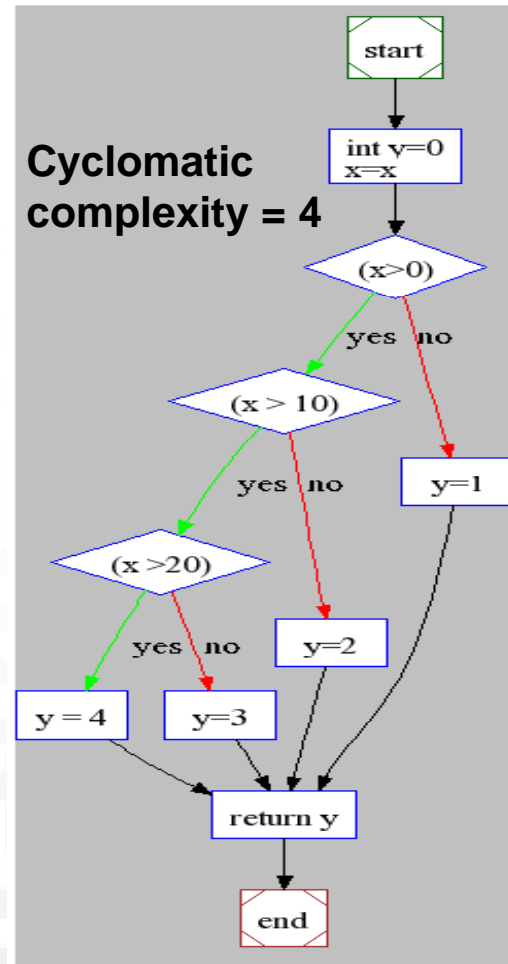 start
Cyclomatic
complexity = 4
int y=0
x=x
(x>0)
yes no
(x > 10)
yes no
y=1
(x >20)
yes no
y=2
y = 4
y=3
return y
end